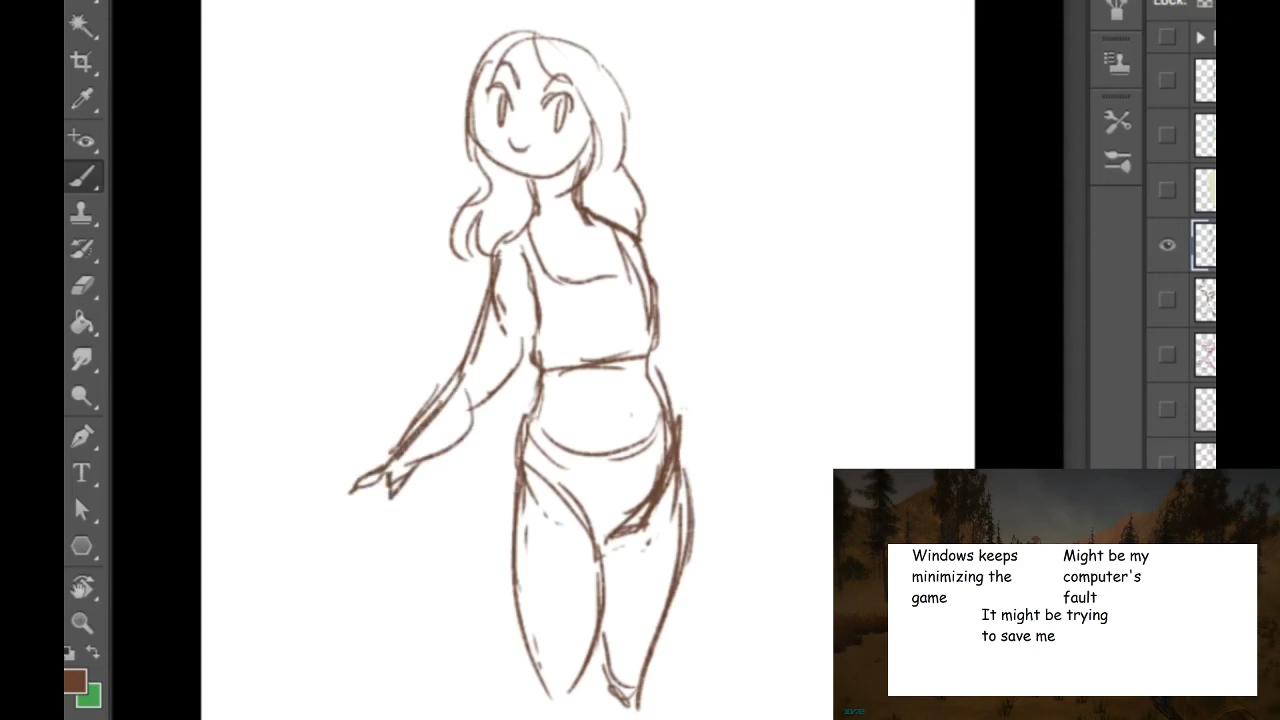 Lock:
Windows keeps
minimizing the
game
Might be my
computer's
fault
It might be trying
to save me